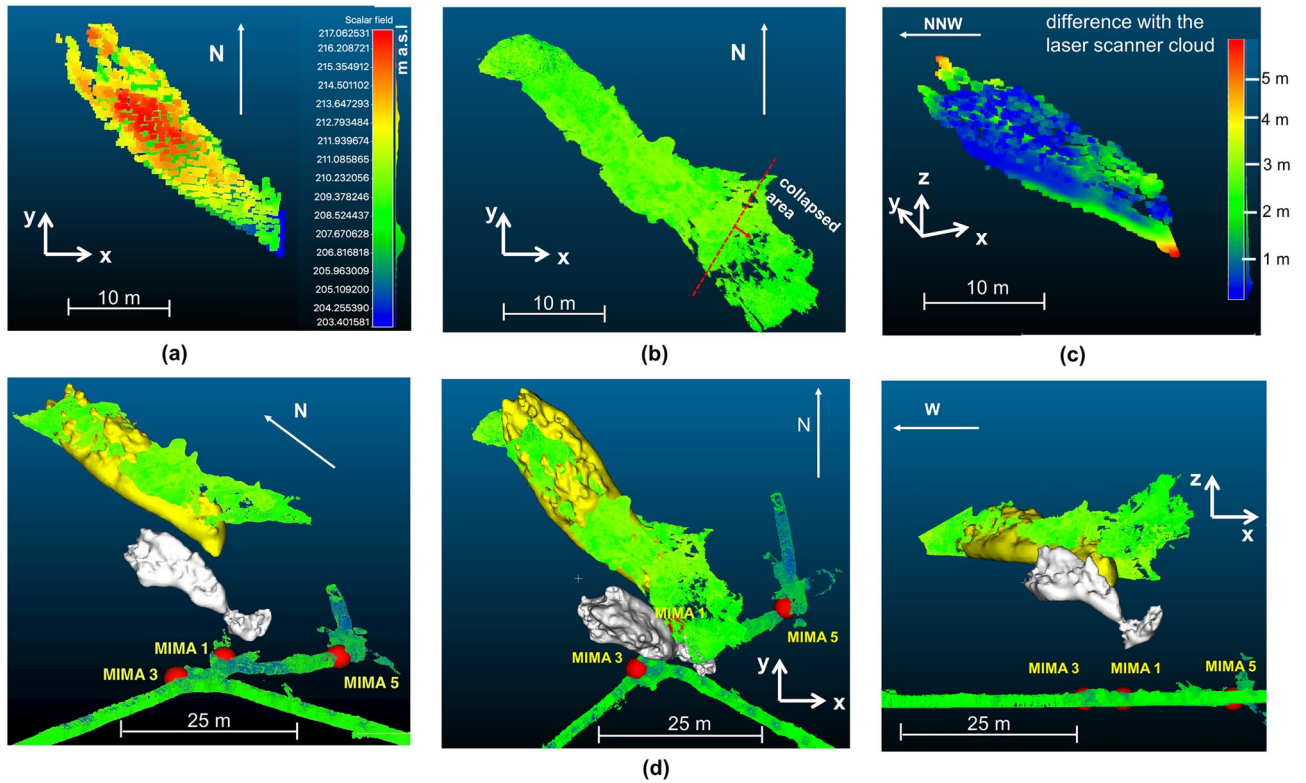 Scalar field
217.062531
216.208721
215.354912
214.501102
213.647293
212.793484
211.939674
211.085865
210.232056
209.378246
208.524437
207.670628
206.816818
205.963009
205.109200
204.255390
203.401581
m a.s.l
N
y
x
10 m
(a)
N
collapsed
area
y
x
10 m
(b)
NNW
difference with the
laser scanner cloud
5 m
4 m
3 m
2 m
1 m
z
y
x
10 m
(c)
N
MIMA 1
MIMA 3
MIMA 5
25 m
N
MIMA 1
MIMA 3
MIMA 5
y
x
25 m
W
z
x
MIMA 3
MIMA 1
MIMA 5
25 m
(d)